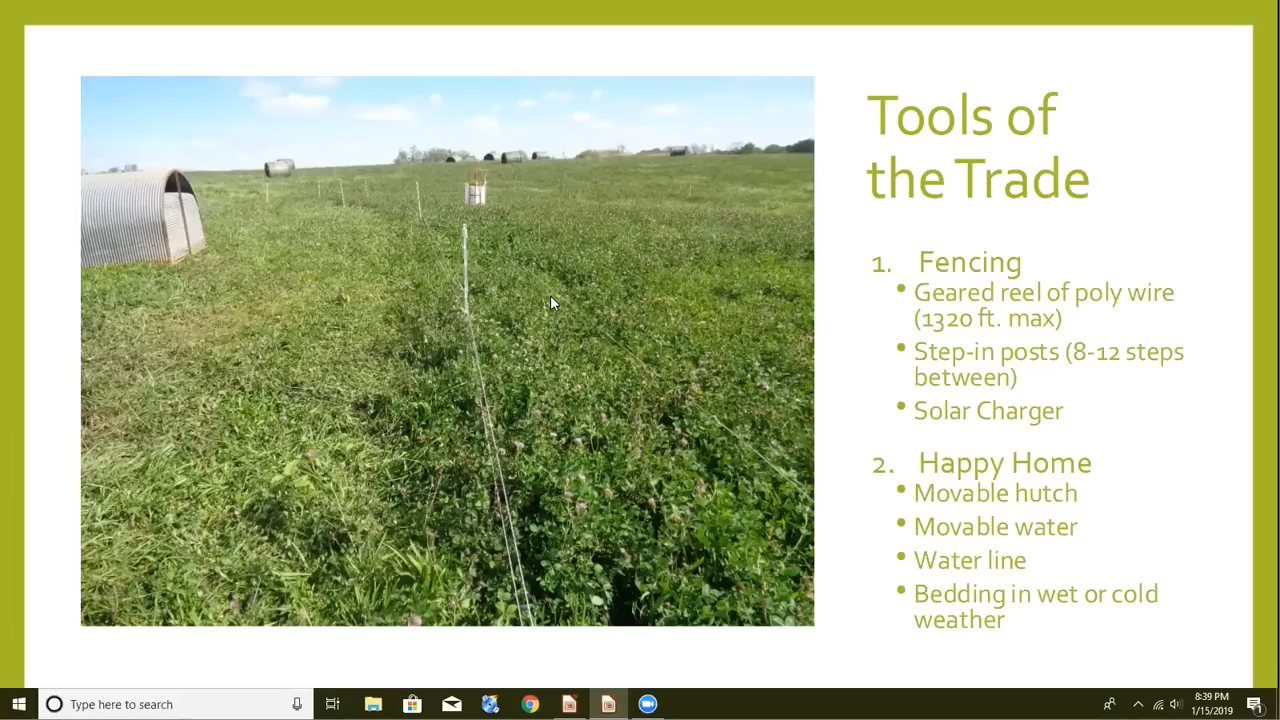 Tools of
the Trade
1. Fencing
• Geared reel of poly wire
(1320 ft. max)
• Step-in posts (8-12 steps
between)
• Solar Charger
2. Happy Home
• Movable hutch
• Movable water
• Water line
• Bedding in wet or cold
weather
Type here to search
8:39 PM
1/15/2019
1